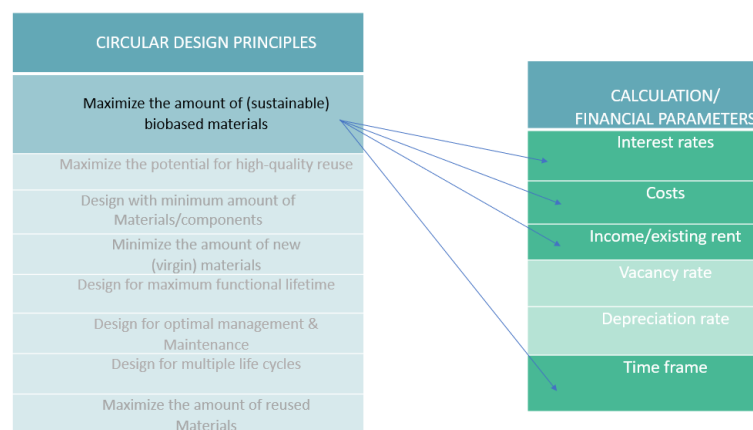 CIRCULAR DESIGN PRINCIPLES
Maximize the amount of (sustainable)
biobased materials
Maximize the potential for high-quality reuse
Design with minimum amount of
Materials/components
Minimize the amount of new
(virgin) materials
Design for maximum functional lifetime
Design for optimal management &
Maintenance
Design for multiple life cycles
Maximize the amount of reused
Materials
CALCULATION/
FINANCIAL PARAMETERS
Interest rates
Costs
Income/existing rent
Vacancy rate
Depreciation rate
Time frame